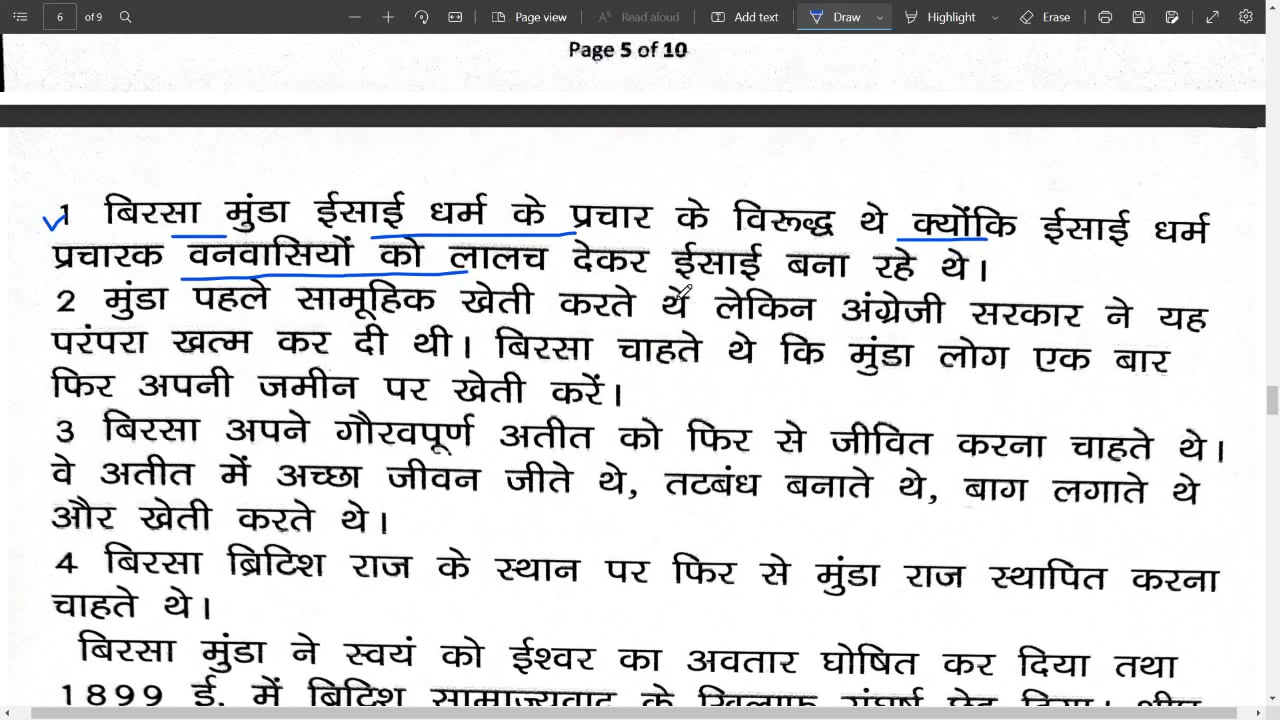 6 of 9 Page view Read aloud Add text Draw Highlight Erase
Page 5 of 10
1 बिरसा मुंडा ईसाई धर्म के प्रचार के विरूद्ध थे क्योंकि ईसाई धर्म
प्रचारक वनवासियों को लालच देकर ईसाई बना रहे थे।
2 मुंडा पहले सामूहिक खेती करते थे लेकिन अंग्रेजी सरकार ने यह
परंपरा खत्म कर दी थी। बिरसा चाहते थे कि मुंडा लोग एक बार
फिर अपनी जमीन पर खेती करें।
3 बिरसा अपने गौरवपूर्ण अतीत को फिर से जीवित करना चाहते थे।
वे अतीत में अच्छा जीवन जीते थे, तटबंध बनाते थे, बाग लगाते थे
और खेती करते थे।
4 बिरसा ब्रिटिश राज के स्थान पर फिर से मुंडा राज स्थापित करना
चाहते थे।
बिरसा मुंडा ने स्वयं को ईश्वर का अवतार घोषित कर दिया तथा
1899 ई. में ब्रिटिश साम्राज्यवाद के खिलाफ संघर्ष छेड़ दिया।